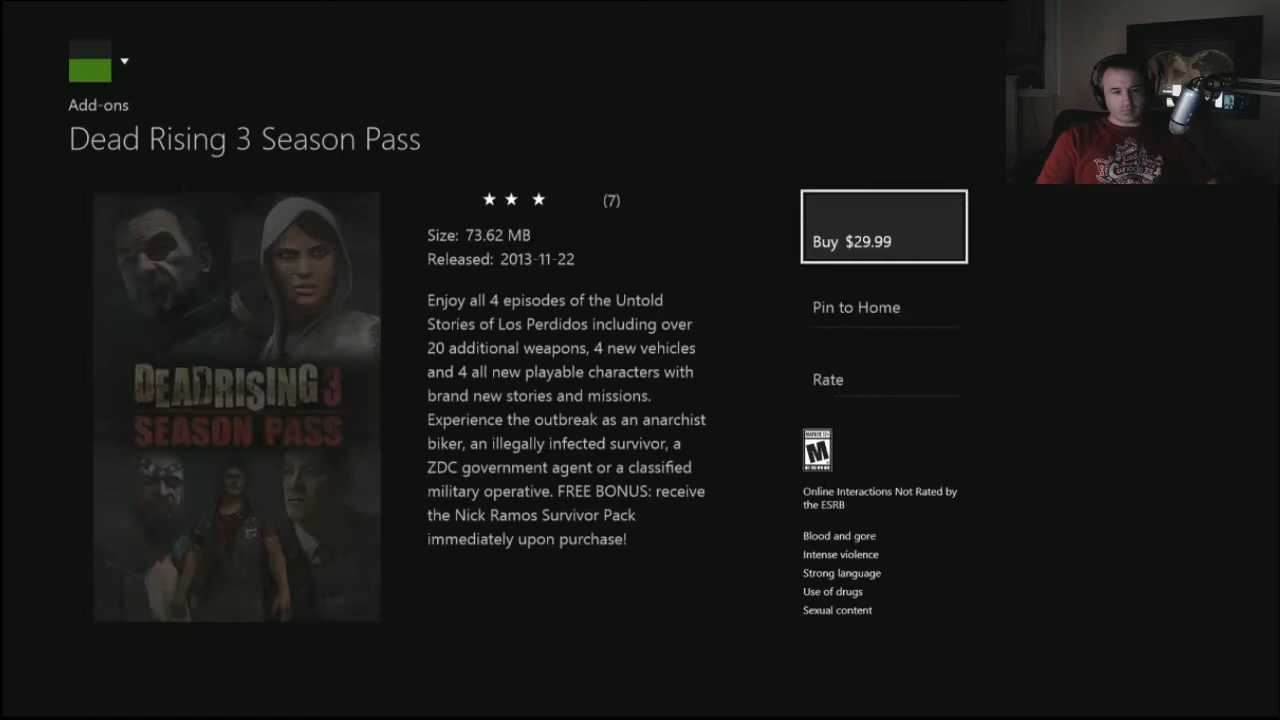 Add-ons
Dead Rising 3 Season Pass
(7)
Size: 73.62 MB
Released: 2013-11-22
Enjoy all 4 episodes of the Untold
Stories of Los Perdidos including over
20 additional weapons, 4 new vehicles
and 4 all new playable characters with
brand new stories and missions.
Experience the outbreak as an anarchist
biker, an illegally infected survivor, a
ZDC government agent or a classified
military operative. FREE BONUS: receive
the Nick Ramos Survivor Pack
immediately upon purchase!
DEADRISING 3
SEASON PASS
Buy $29.99
Pin to Home
Rate
MATURE 17+
M
ESRB
Online Interactions Not Rated by
the ESRB
Blood and gore
Intense violence
Strong language
Use of drugs
Sexual content